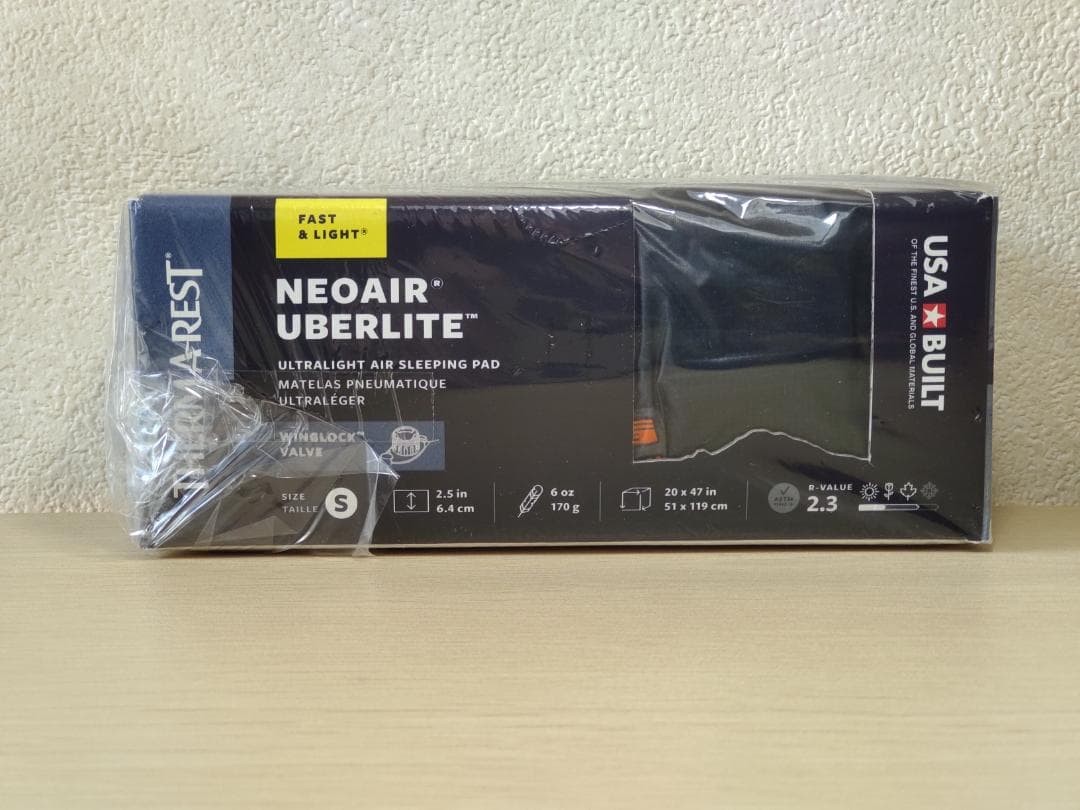 THERMAREST®
FAST
& LIGHT®
NEOAIR®
UBERLITE™
ULTRALIGHT AIR SLEEPING PAD
MATELAS PNEUMATIQUE
ULTRALÉGER
WINGLOCK™
VALVE
SIZE
TAILLE
S
2.5 in
6.4 cm
6 oz
170 g
20 x 47 in
51 x 119 cm
ASTM
R-VALUE
2.3
USA BUILT
OF THE FINEST U.S. AND GLOBAL MATERIALS